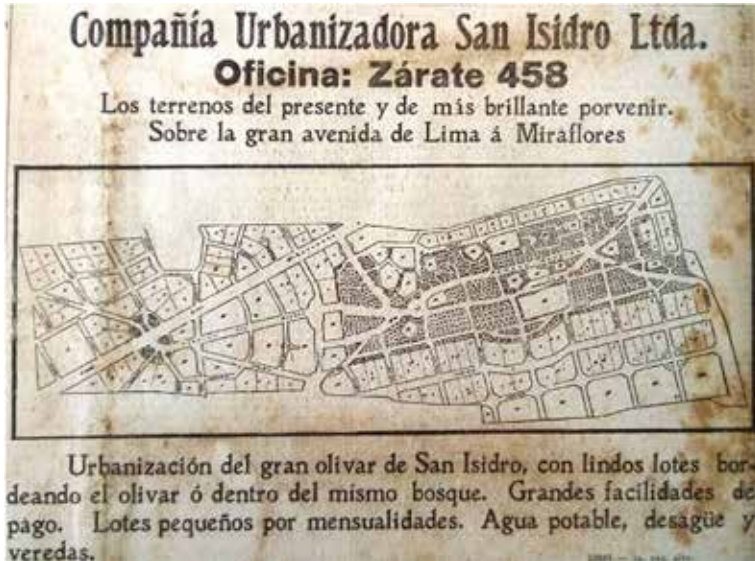 Compañía Urbanizadora San Isidro Ltda.
Oficina: Zárate 458
Los terrenos del presente y de más brillante porvenir.
Sobre la gran avenida de Lima á Miraflores
Urbanización del gran olivar de San Isidro, con lindos lotes bor-
deando el olivar ó dentro del mismo bosque. Grandes facilidades de
pago. Lotes pequeños por mensualidades. Agua potable, desagüe y
veredas.